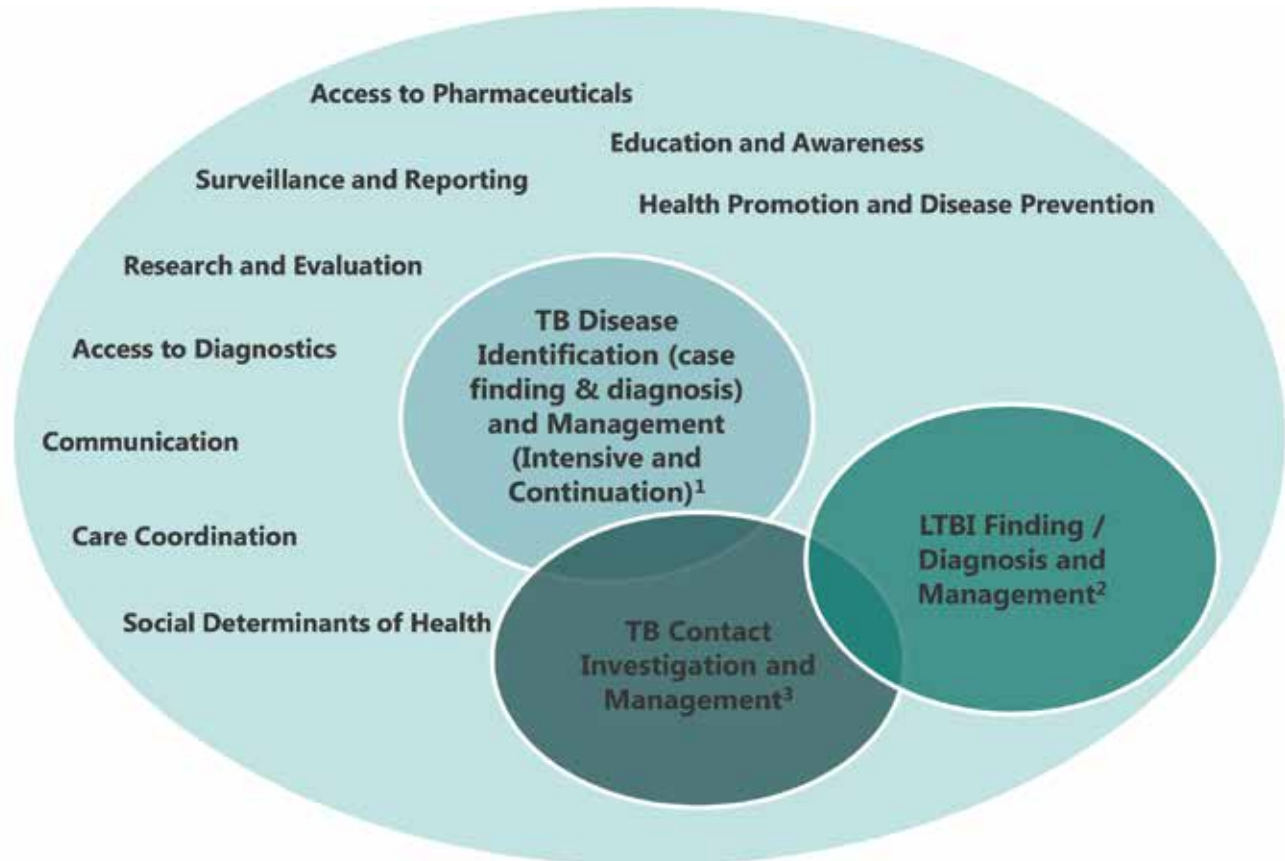 Access to Pharmaceuticals
Education and Awareness
Surveillance and Reporting
Health Promotion and Disease Prevention
Research and Evaluation
Access to Diagnostics
Communication
Care Coordination
Social Determinants of Health
TB Disease
Identification (case
finding & diagnosis)
and Management
(Intensive and
Continuation)¹
LTBI Finding /
Diagnosis and
Management²
TB Contact
Investigation and
Management³